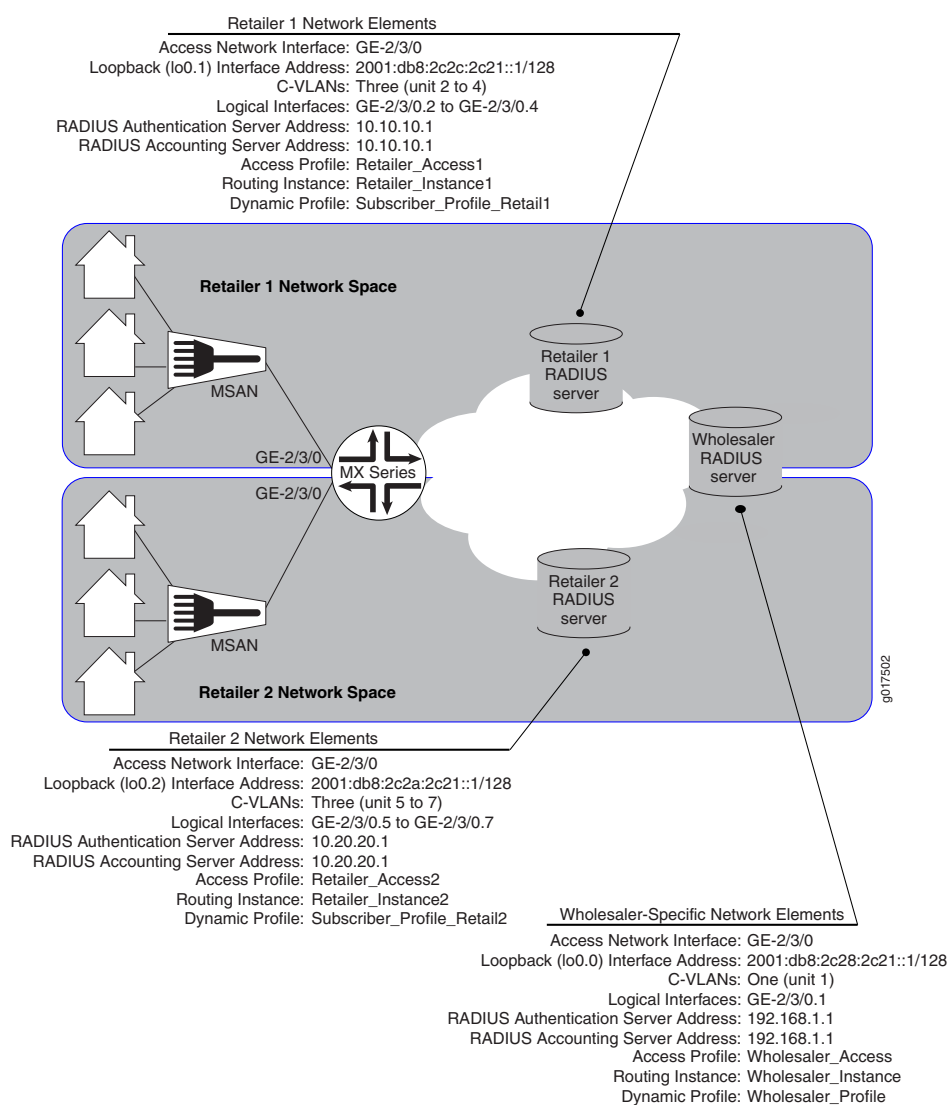 Retailer 1 Network Elements
Access Network Interface: GE-2/3/0
Loopback (lo0.1) Interface Address: 2001:db8:2c2c:2c21::1/128
C-VLANs: Three (unit 2 to 4)
Logical Interfaces: GE-2/3/0.2 to GE-2/3/0.4
RADIUS Authentication Server Address: 10.10.10.1
RADIUS Accounting Server Address: 10.10.10.1
Access Profile: Retailer_Access1
Routing Instance: Retailer_Instance1
Dynamic Profile: Subscriber_Profile_Retail1
Retailer 1 Network Space
MSAN
Retailer 1
RADIUS
server
Wholesaler
RADIUS
server
GE-2/3/0
MX Series
GE-2/3/0
Retailer 2
RADIUS
server
MSAN
Retailer 2 Network Space
g017502
Retailer 2 Network Elements
Access Network Interface: GE-2/3/0
Loopback (lo0.2) Interface Address: 2001:db8:2c2a:2c21::1/128
C-VLANs: Three (unit 5 to 7)
Logical Interfaces: GE-2/3/0.5 to GE-2/3/0.7
RADIUS Authentication Server Address: 10.20.20.1
RADIUS Accounting Server Address: 10.20.20.1
Access Profile: Retailer_Access2
Routing Instance: Retailer_Instance2
Dynamic Profile: Subscriber_Profile_Retail2
Wholesaler-Specific Network Elements
Access Network Interface: GE-2/3/0
Loopback (lo0.0) Interface Address: 2001:db8:2c28:2c21::1/128
C-VLANs: One (unit 1)
Logical Interfaces: GE-2/3/0.1
RADIUS Authentication Server Address: 192.168.1.1
RADIUS Accounting Server Address: 192.168.1.1
Access Profile: Wholesaler_Access
Routing Instance: Wholesaler_Instance
Dynamic Profile: Wholesaler_Profile